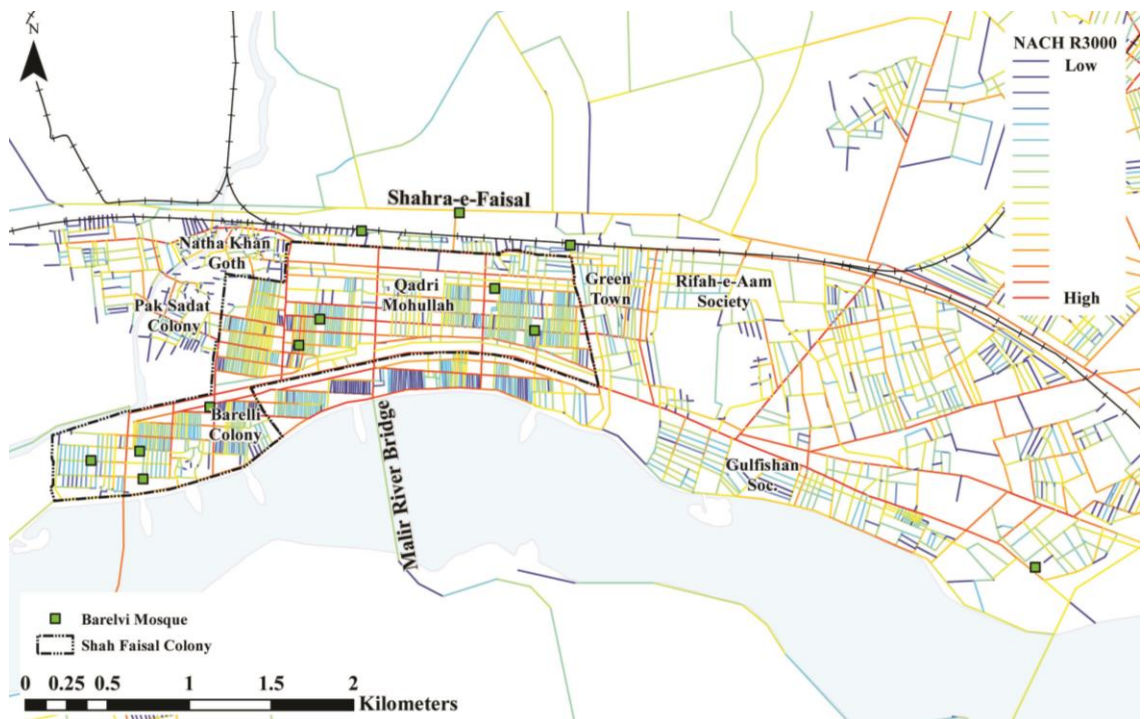 N
NACH R3000
Low
High
Shahra-e-Faisal
Natha Khan
Goth
Pak Sadat
Colony
Qadri
Mohullah
Green
Town
Rifah-e-Aam
Society
Barelli
Colony
Malir River Bridge
Gulfishan
Soc.
Barelvi Mosque
Shah Faisal Colony
0 0.25 0.5 1 1.5 2
Kilometers